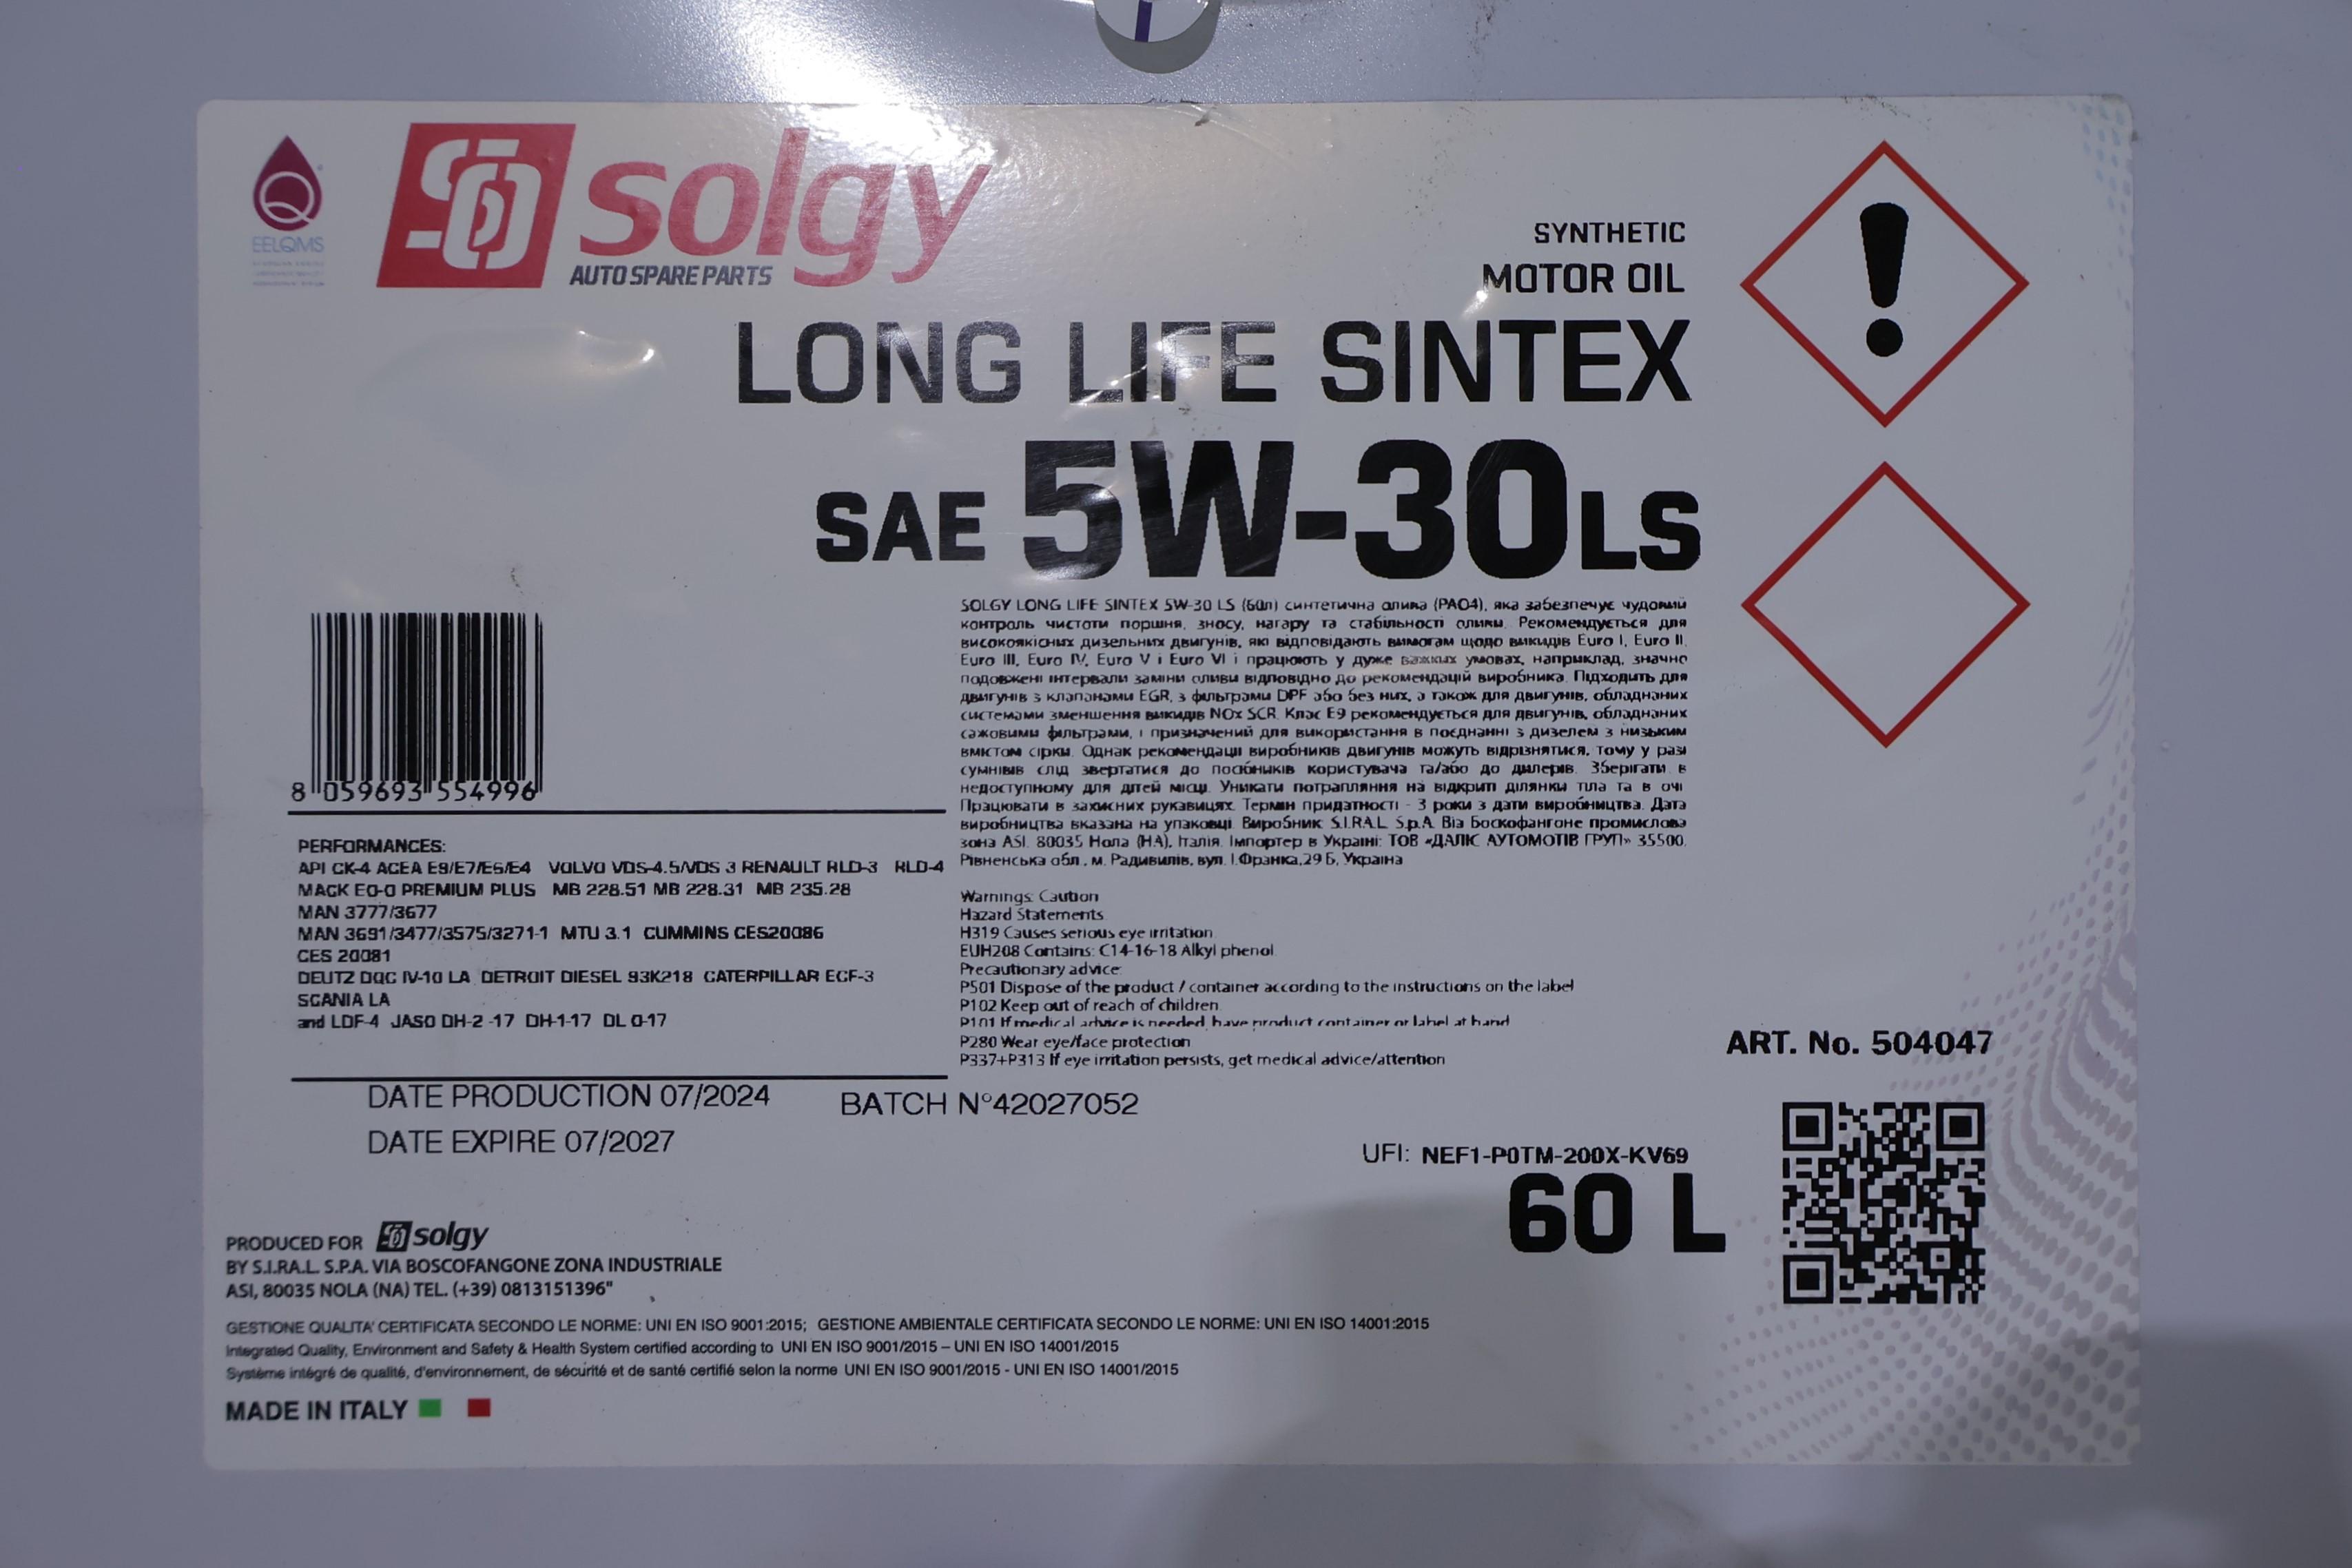 EELQMS
solgy
AUTO SPARE PARTS
SYNTHETIC
MOTOR OIL
LONG LIFE SINTEX
SAE 5W-30 LS
SOLGY LONG LIFE SINTEX 5W-30 LS (60л) синтетична олива (PAO4), яка забезпечує чудовий
контроль чистоти поршня, зносу, нагару та стабільності оливи. Рекомендується для
високоякісних дизельних двигунів, які відповідають вимогам щодо викидів Euro I, Euro II,
Euro III, Euro IV, Euro V і Euro VI і працюють у дуже важких умовах, наприклад, значно
подовжені інтервали заміни оливи відповідно до рекомендацій виробника. Підходить для
двигунів з клапанами EGR, з фільтрами DPF або без них, а також для двигунів, обладнаних
системами зменшення викидів NOx SCR. Клас E9 рекомендується для двигунів, обладнаних
сажовими фільтрами, і призначений для використання в поєднанні з дизелем з низьким
вмістом сірки. Однак рекомендації виробників двигунів можуть відрізнятися, тому у разі
сумнівів слід звертатися до посібників користувача та/або до дилерів. Зберігати в
недоступному для дітей місці. Уникати потрапляння на відкриті ділянки тіла та в очі
Працювати в захисних рукавицях. Термін придатності - 3 роки з дати виробництва. Дата
виробництва вказана на упаковці. Виробник: S.I.RA.L. S.p.A. Віа Боскофангоне промислова
зона ASI. 80035 Нола (НА), Італія. Імпортер в Україні: ТОВ «ДАЛІС АУТОМОТІВ ГРУП» 35500,
Рівненська обл., м. Радивилів, вул. І.Франка,29 Б, Україна
8 059693 554996
PERFORMANCES:
API CK-4 ACEA E9/E7/E6/E4 VOLVO VDS-4.5/VDS 3 RENAULT RLD-3 RLD-4
MACK EO-O PREMIUM PLUS MB 228.51 MB 228.31 MB 235.28
MAN 3777/3677
MAN 3691/3477/3575/3271-1 MTU 3.1 CUMMINS CES20086
CES 20081
DEUTZ DQC IV-10 LA DETROIT DIESEL 93K218 CATERPILLAR ECF-3
SCANIA LA
and LDF-4 JASO DH-2 -17 DH-1-17 DL 0-17
Warnings: Caution
Hazard Statements
H319 Causes serious eye irritation
EUH208 Contains: C14-16-18 Alkyl phenol
Precautionary advice:
P501 Dispose of the product / container according to the instructions on the label
P102 Keep out of reach of children.
P101 If medical advice is needed, have product container or label at hand
P280 Wear eye/face protection
P337+P313 If eye irritation persists, get medical advice/attention
ART. No. 504047
DATE PRODUCTION 07/2024
BATCH N°42027052
DATE EXPIRE 07/2027
UFI: NEF1-P0TM-200X-KV69
60 L
PRODUCED FOR solgy
BY S.I.RA.L. S.P.A. VIA BOSCOFANGONE ZONA INDUSTRIALE
ASI, 80035 NOLA (NA) TEL. (+39) 0813151396"
GESTIONE QUALITA' CERTIFICATA SECONDO LE NORME: UNI EN ISO 9001:2015; GESTIONE AMBIENTALE CERTIFICATA SECONDO LE NORME: UNI EN ISO 14001:2015
Integrated Quality, Environment and Safety & Health System certified according to UNI EN ISO 9001/2015 – UNI EN ISO 14001/2015
Système intégré de qualité, d'environnement, de sécurité et de santé certifié selon la norme UNI EN ISO 9001/2015 - UNI EN ISO 14001/2015
MADE IN ITALY